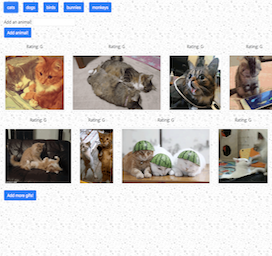 cats dogs birds bunnies monkeys
Add an animal!
Add animal!
Rating: G Rating: G Rating: G Rating: G
Rating: G Rating: G Rating: G Rating: G
Add more gifs!